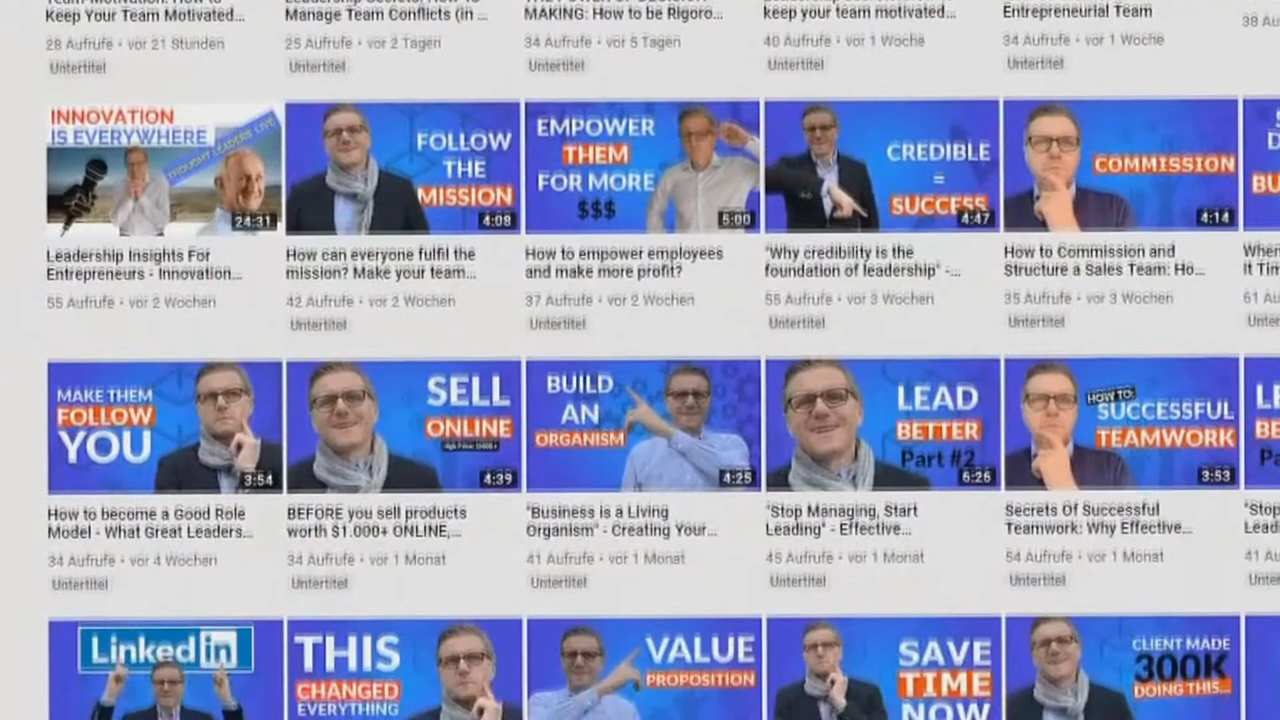 Keep Your Team Motivated...
28 Aufrufe • vor 21 Stunden
Untertitel
Manage Team Conflicts (in ...
25 Aufrufe • vor 2 Tagen
Untertitel
MAKING: How to be Rigoro...
34 Aufrufe • vor 5 Tagen
Untertitel
keep your team motivated...
40 Aufrufe • vor 1 Woche
Untertitel
Entrepreneurial Team
34 Aufrufe • vor 1 Woche
Untertitel
INNOVATION
IS EVERYWHERE
THOUGHT LEADERS LIVE
24:31
Leadership Insights For
Entrepreneurs - Innovation...
55 Aufrufe • vor 2 Wochen
FOLLOW
THE
MISSION
4:08
How can everyone fulfil the
mission? Make your team...
42 Aufrufe • vor 2 Wochen
Untertitel
EMPOWER
THEM
FOR MORE
$$$
5:00
How to empower employees
and make more profit?
37 Aufrufe • vor 2 Wochen
Untertitel
CREDIBLE
=
SUCCESS
4:47
"Why credibility is the
foundation of leadership" -...
55 Aufrufe • vor 3 Wochen
Untertitel
COMMISSION
4:14
How to Commission and
Structure a Sales Team: Ho...
35 Aufrufe • vor 3 Wochen
Untertitel
MAKE THEM
FOLLOW
YOU
3:54
How to become a Good Role
Model - What Great Leaders...
34 Aufrufe • vor 4 Wochen
Untertitel
SELL
ONLINE
4:39
BEFORE you sell products
worth $1.000+ ONLINE,...
34 Aufrufe • vor 1 Monat
Untertitel
BUILD
AN
ORGANISM
4:25
"Business is a Living
Organism" - Creating Your...
41 Aufrufe • vor 1 Monat
Untertitel
LEAD
BETTER
Part #2
6:26
"Stop Managing, Start
Leading" - Effective...
45 Aufrufe • vor 1 Monat
Untertitel
HOW TO:
SUCCESSFUL
TEAMWORK
3:53
Secrets Of Successful
Teamwork: Why Effective...
54 Aufrufe • vor 1 Monat
Untertitel
Linked in
THIS
CHANGED
EVERYTHING
VALUE
PROPOSITION
SAVE
TIME
NOW
CLIENT MADE
300K
DOING THIS...